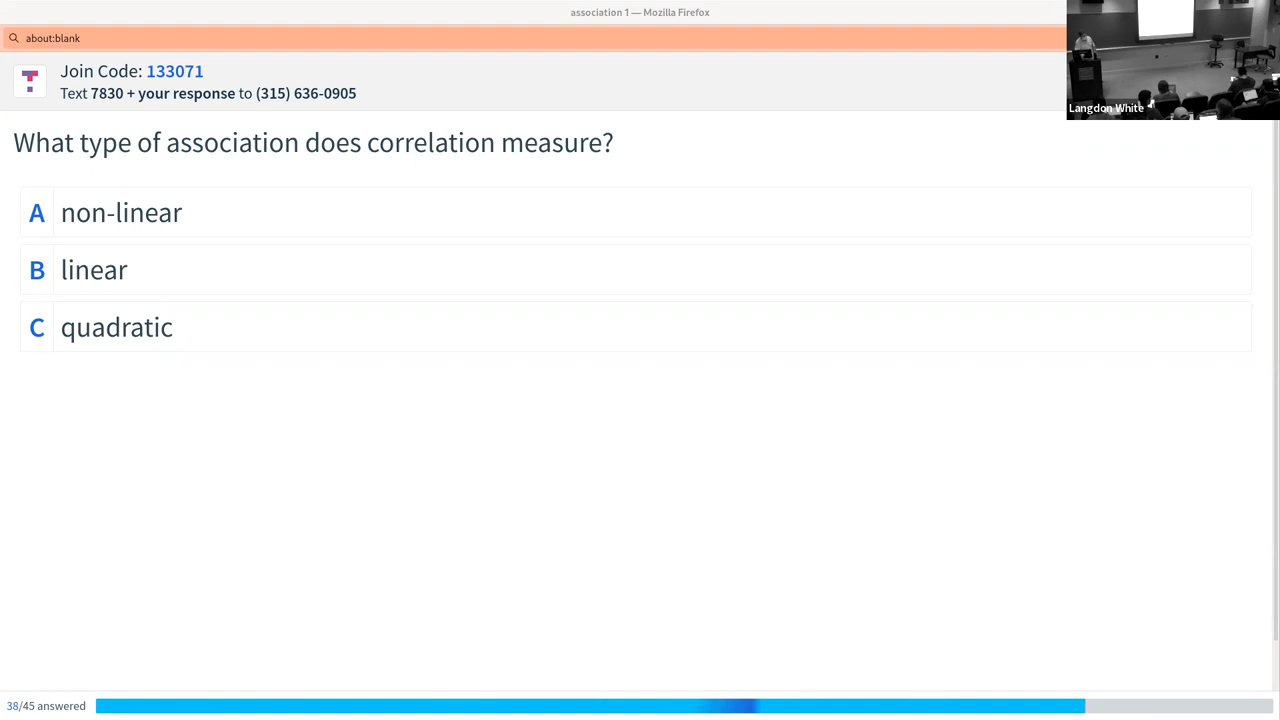 association 1 — Mozilla Firefox
about:blank
Join Code: 133071
Text 7830 + your response to (315) 636-0905
Langdon White
What type of association does correlation measure?
A non-linear
B linear
C quadratic
38/45 answered